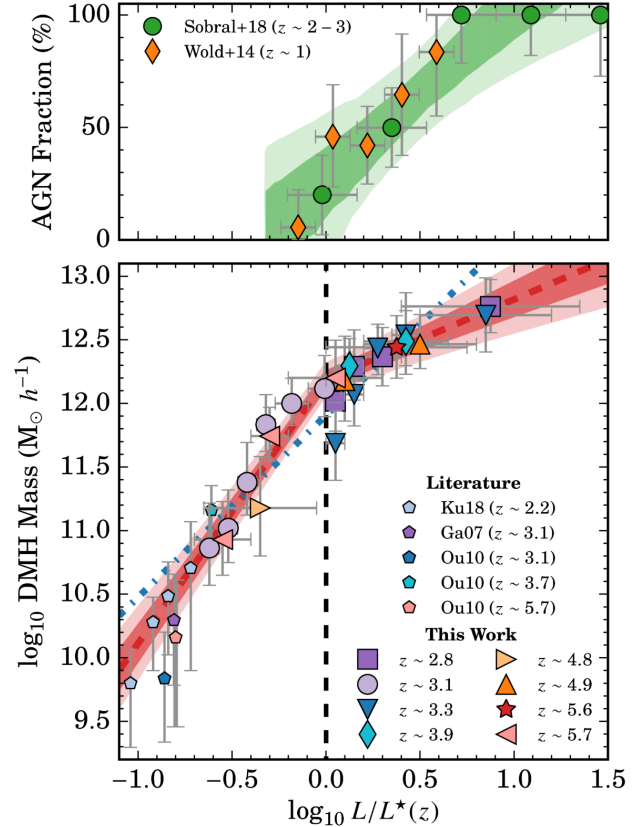 100
50
0
AGN Fraction (%)
Sobral+18 (z ∼ 2 − 3)
Wold+14 (z ∼ 1)
13.0
12.5
12.0
11.5
11.0
10.5
10.0
9.5
log₁₀ DMH Mass (M☉ h⁻¹)
Literature
Ku18 (z ∼ 2.2)
Ga07 (z ∼ 3.1)
Ou10 (z ∼ 3.1)
Ou10 (z ∼ 3.7)
Ou10 (z ∼ 5.7)
This Work
z ∼ 2.8
z ∼ 3.1
z ∼ 3.3
z ∼ 3.9
z ∼ 4.8
z ∼ 4.9
z ∼ 5.6
z ∼ 5.7
−1.0
−0.5
0.0
0.5
1.0
1.5
log₁₀ L/L⋆(z)